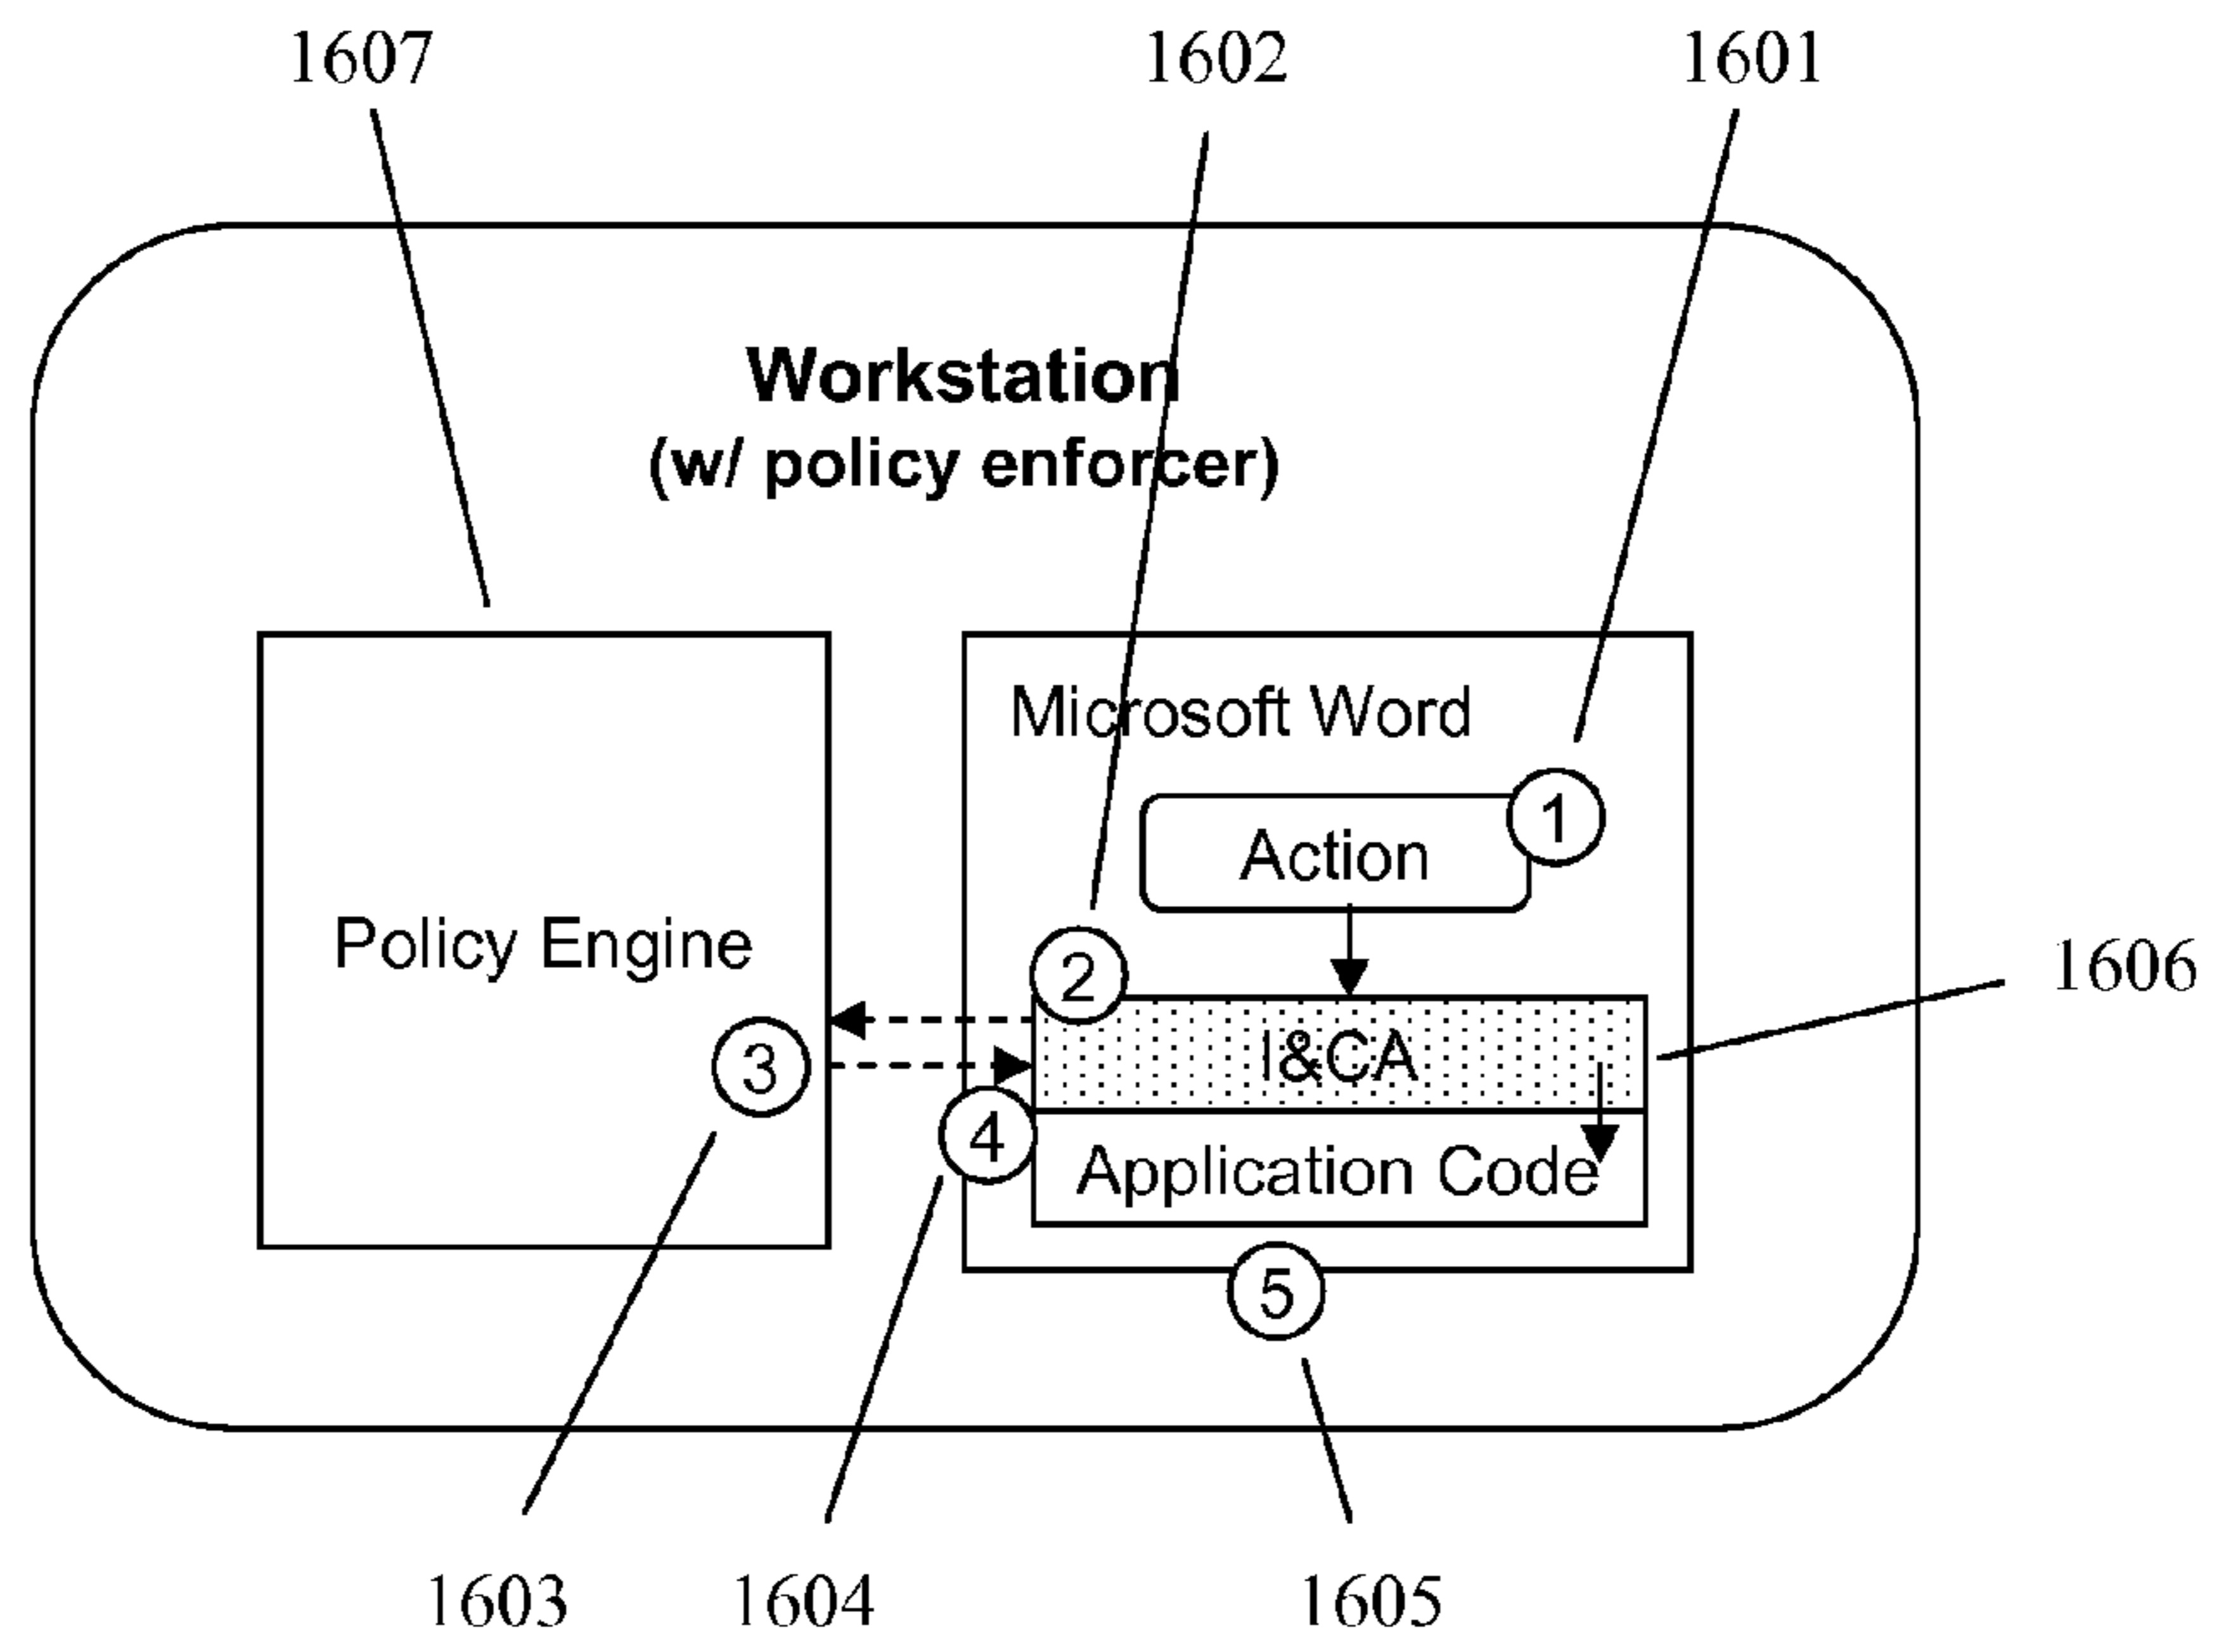 1607
1602
1601
Workstation
(w/ policy enforcer)
Microsoft Word
1
Action
Policy Engine
2
1606
I&CA
3
4
Application Code
5
1603
1604
1605